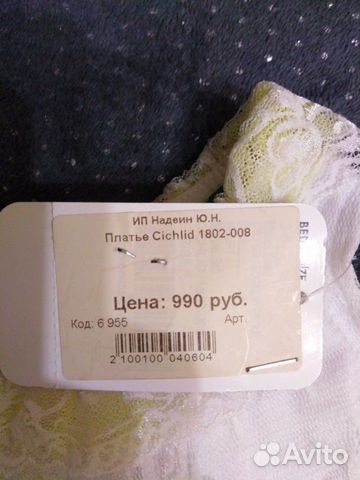 ИП Надеин Ю.Н.
Платье Cichlid 1802-008
Цена: 990 руб.
Код: 6 955 Арт.
2 100100 040604
Avito